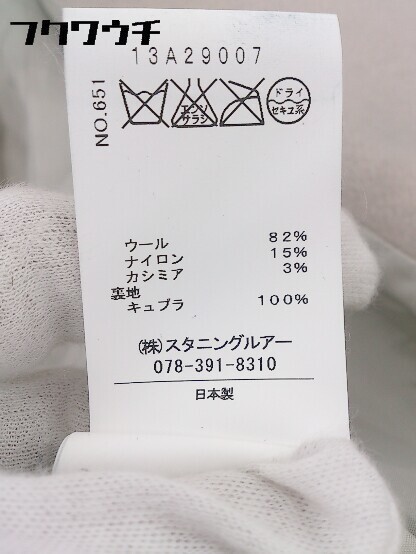 フクワウチ
13A29007
NO.651
エンソ
サラシ
ドライ
セキユ系
ウール 82%
ナイロン 15%
カシミア 3%
裏地
キュプラ 100%
(株)スタニングルアー
078-391-8310
日本製